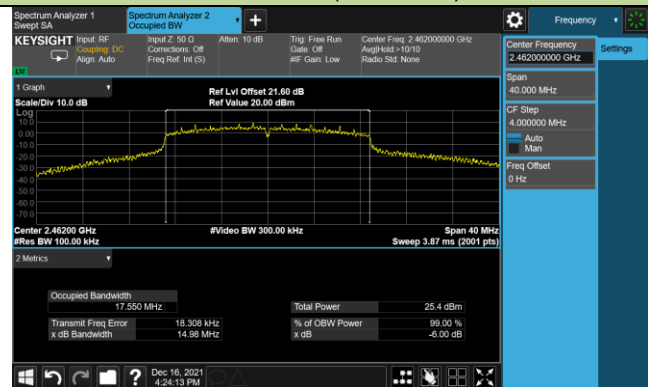 Spectrum Analyzer 1
Swept SA
Spectrum Analyzer 2
Occupied BW
Frequency
KEYSIGHT
Input: RF
Coupling: DC
Align: Auto
Input Z: 50 Ω
Corrections: Off
Freq Ref: Int (S)
Atten: 10 dB
Trig: Free Run
Gate: Off
#IF Gain: Low
Center Freq: 2.462000000 GHz
Avg|Hold:>10/10
Radio Std: None
Center Frequency
2.462000000 GHz
Settings
Span
40.000 MHz
CF Step
4.000000 MHz
Auto
Man
Freq Offset
0 Hz
1 Graph
Scale/Div 10.0 dB
Ref Lvl Offset 21.60 dB
Ref Value 20.00 dBm
Log
10.0
0.00
-10.0
-20.0
-30.0
-40.0
-50.0
-60.0
-70.0
Center 2.46200 GHz
#Video BW 300.00 kHz
Span 40 MHz
#Res BW 100.00 kHz
Sweep 3.87 ms (2001 pts)
2 Metrics
Occupied Bandwidth
17.550 MHz
Total Power
25.4 dBm
Transmit Freq Error
18.308 kHz
% of OBW Power
99.00 %
x dB Bandwidth
14.98 MHz
x dB
-6.00 dB
Dec 16, 2021
4:24:13 PM